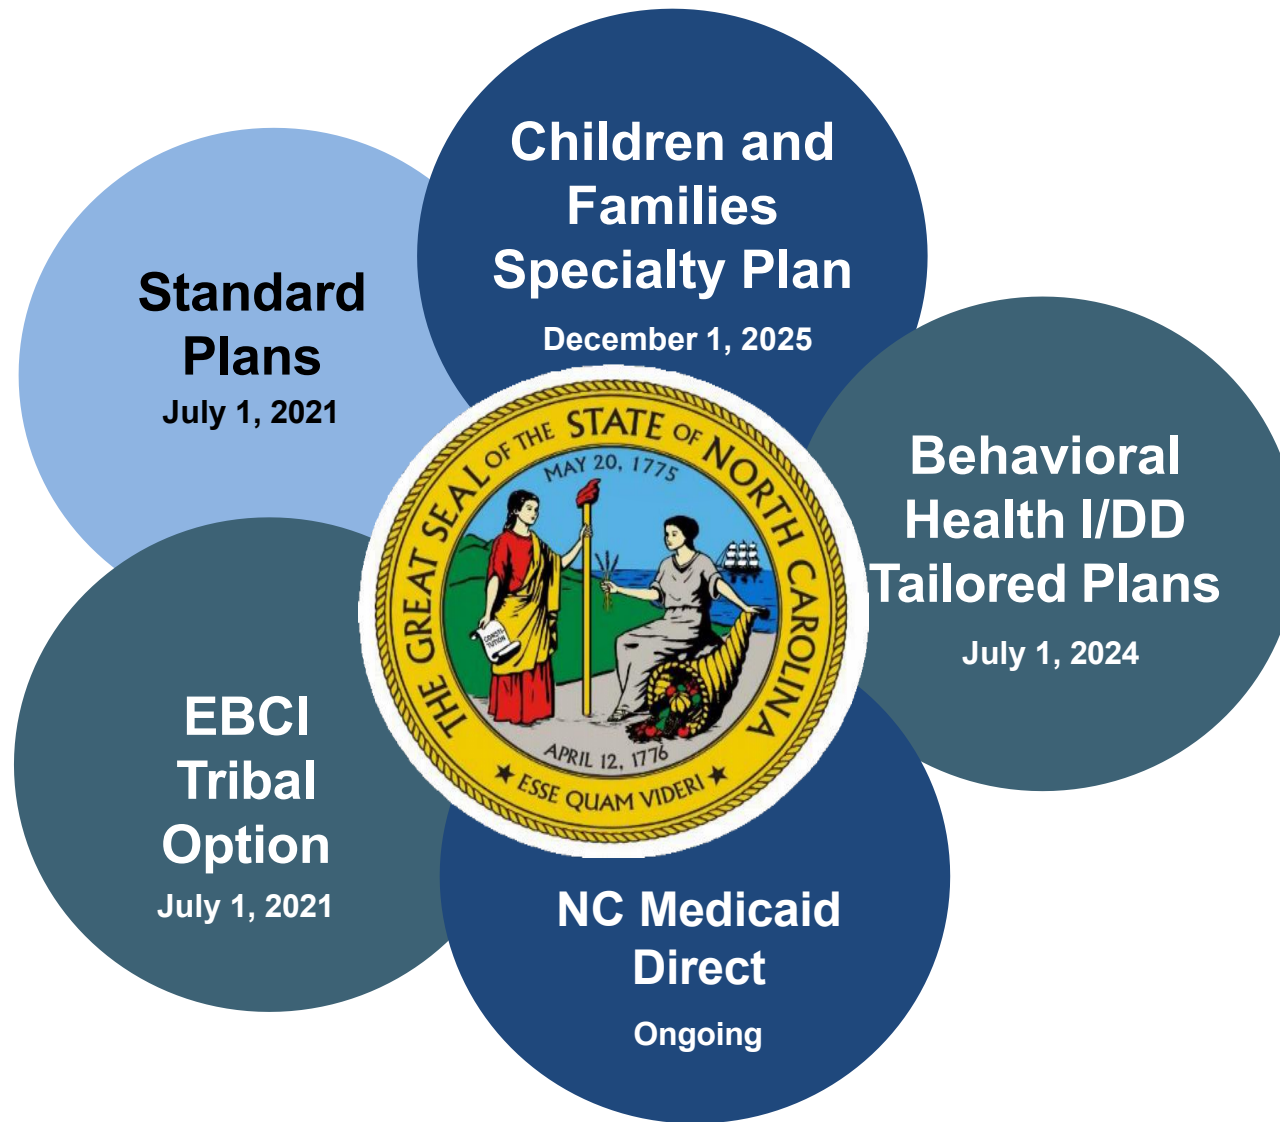 Children and
Families
Specialty Plan
December 1, 2025
Standard
Plans
July 1, 2021
Behavioral
Health I/DD
Tailored Plans
July 1, 2024
THE GREAT SEAL OF THE STATE OF NORTH CAROLINA
MAY 20, 1775
CONSTI-
TUTION
APRIL 12, 1776
★ ESSE QUAM VIDERI ★
EBCI
Tribal
Option
July 1, 2021
NC Medicaid
Direct
Ongoing